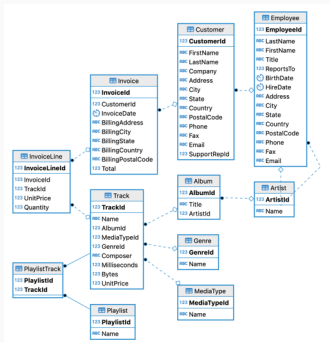 Customer
123 CustomerId
ABC FirstName
ABC LastName
ABC Company
ABC Address
ABC City
ABC State
ABC Country
ABC PostalCode
ABC Phone
ABC Fax
ABC Email
123 SupportRepId
Employee
123 EmployeeId
ABC LastName
ABC FirstName
ABC Title
123 ReportsTo
BirthDate
HireDate
ABC Address
ABC City
ABC State
ABC Country
ABC PostalCode
ABC Phone
ABC Fax
ABC Email
Invoice
123 InvoiceId
123 CustomerId
InvoiceDate
ABC BillingAddress
ABC BillingCity
ABC BillingState
ABC BillingCountry
ABC BillingPostalCode
123 Total
InvoiceLine
123 InvoiceLineId
123 InvoiceId
123 TrackId
123 UnitPrice
123 Quantity
Track
123 TrackId
ABC Name
123 AlbumId
123 MediaTypeId
123 GenreId
ABC Composer
123 Milliseconds
123 Bytes
123 UnitPrice
Album
123 AlbumId
ABC Title
123 ArtistId
Artist
123 ArtistId
ABC Name
Genre
123 GenreId
ABC Name
MediaType
123 MediaTypeId
ABC Name
PlaylistTrack
123 PlaylistId
123 TrackId
Playlist
123 PlaylistId
ABC Name